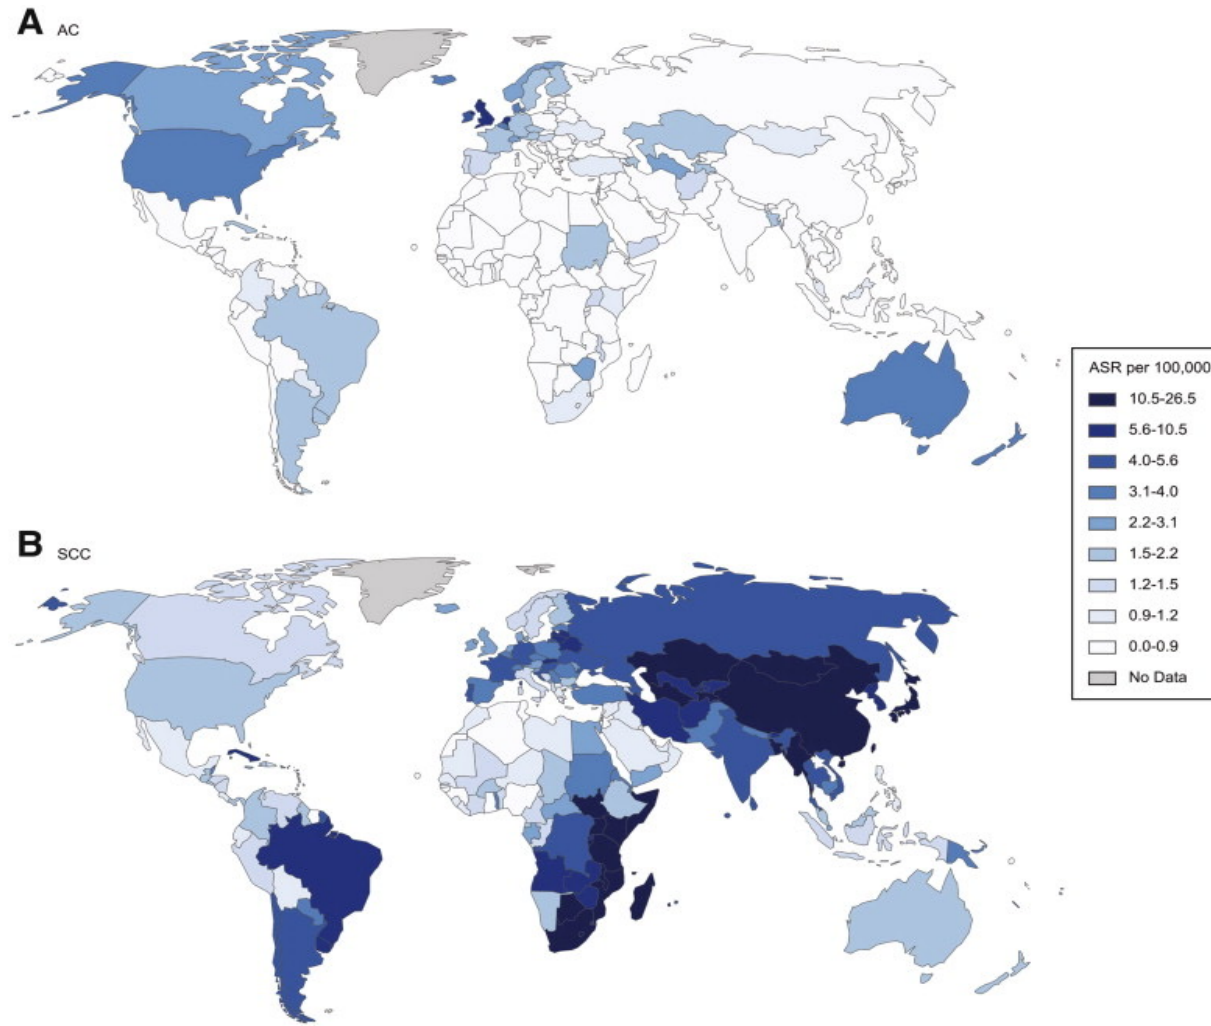 A AC
B SCC
ASR per 100,000
10.5-26.5
5.6-10.5
4.0-5.6
3.1-4.0
2.2-3.1
1.5-2.2
1.2-1.5
0.9-1.2
0.0-0.9
No Data